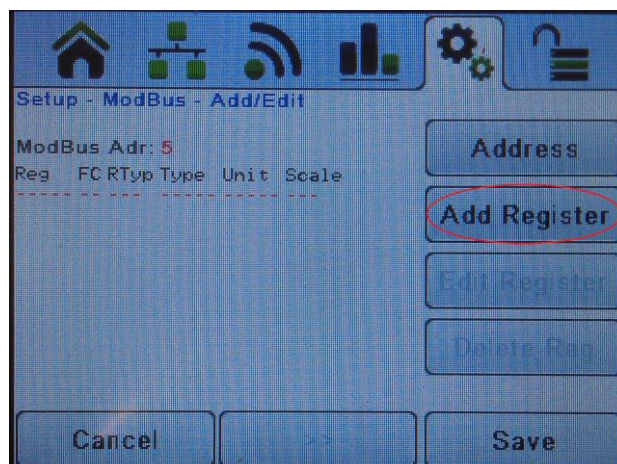 Setup - ModBus - Add/Edit
ModBus Adr: 5
Reg FC RTyp Type Unit Scale
Address
Add Register
Edit Register
Delete Reg
Cancel
>>
Save